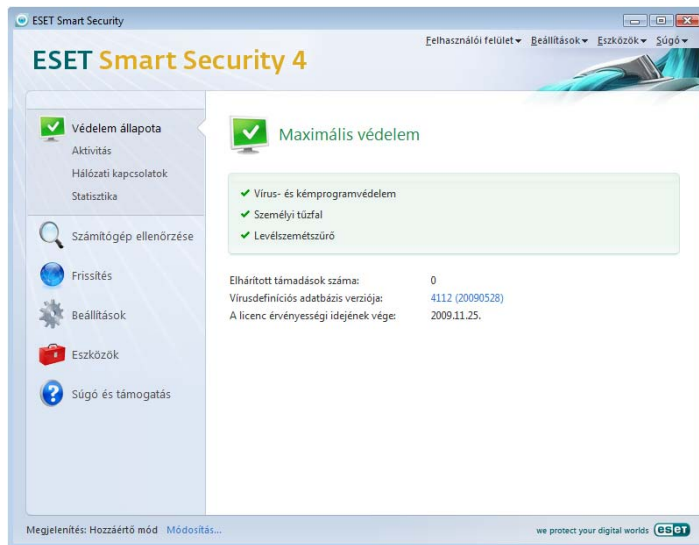 ESET Smart Security
Felhasználói felület Beállítások Eszközök Súgó
ESET Smart Security 4
Védelem állapota
Aktivitás
Hálózati kapcsolatok
Statisztika
Számítógép ellenőrzése
Frissítés
Beállítások
Eszközök
Súgó és támogatás
Maximális védelem
Vírus- és kémprogramvédelem
Személyi tűzfal
Levélszemétszűrő
Elhárított támadások száma: 0
Vírusdefiníciós adatbázis verziója: 4112 (20090528)
A licenc érvényességi idejének vége: 2009.11.25.
Megjelenítés: Hozzáértő mód Módosítás...
we protect your digital worlds eset